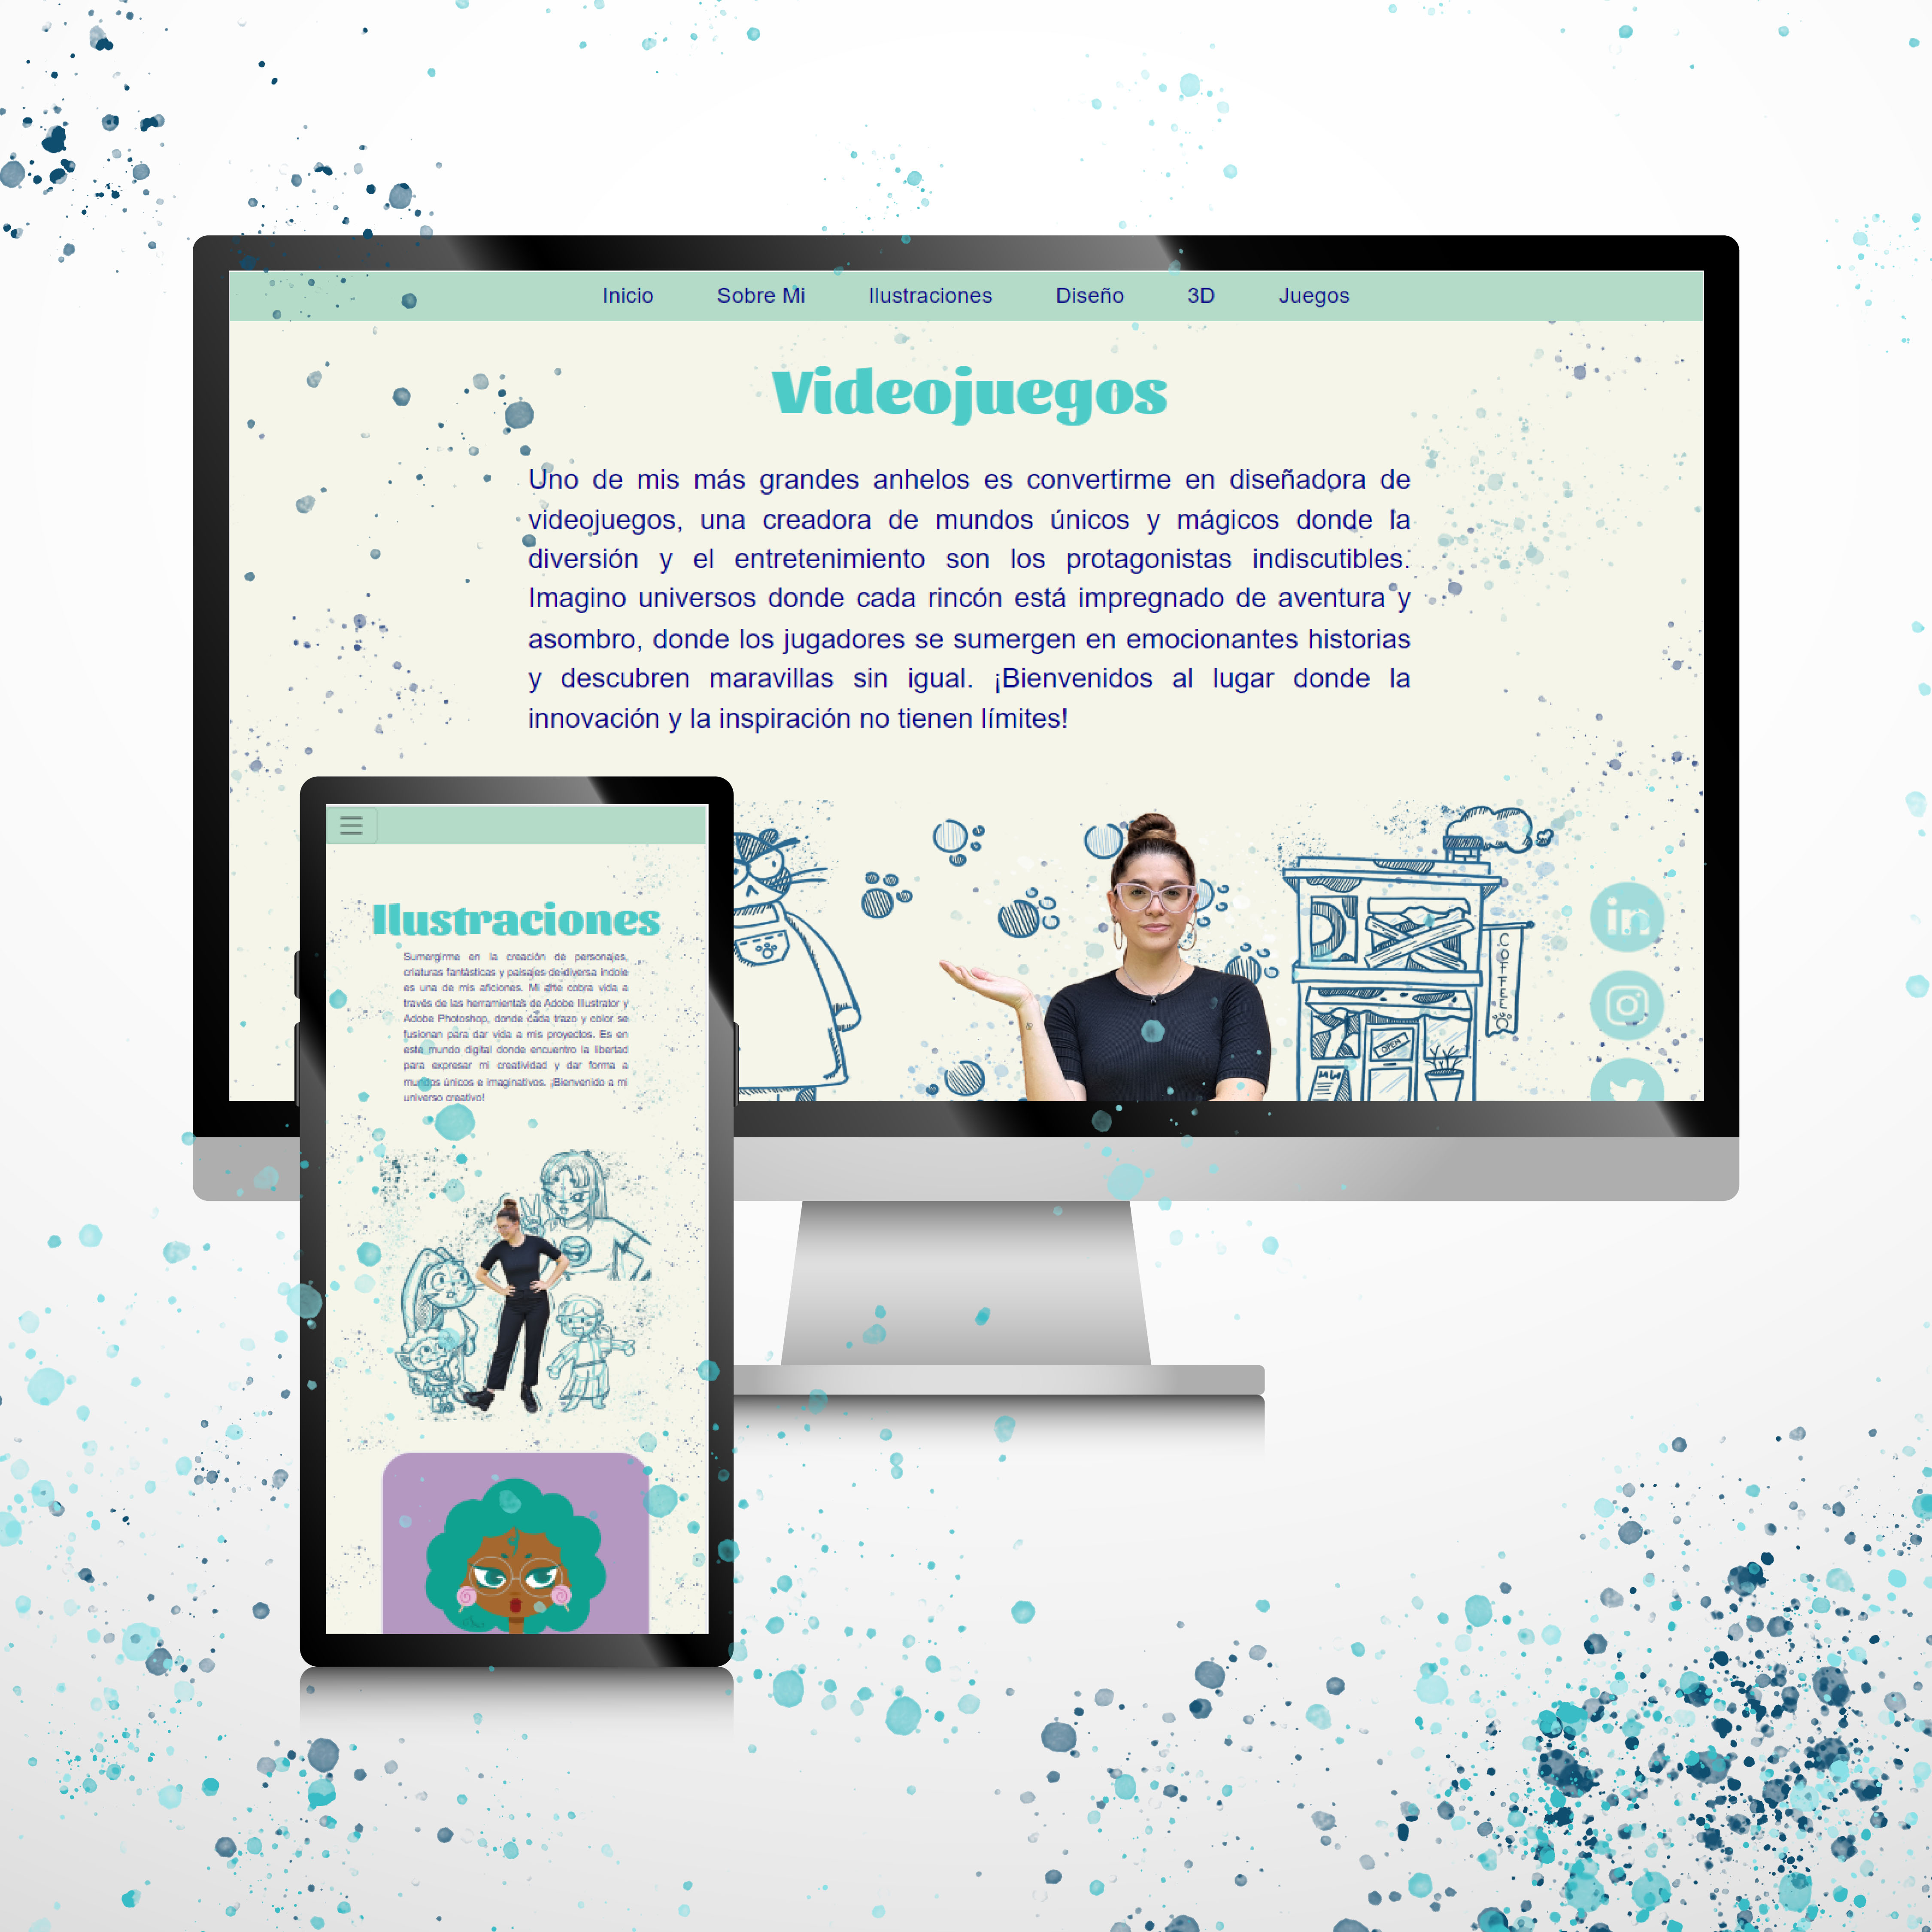 Inicio Sobre Mi Ilustraciones Diseño 3D Juegos
Videojuegos
Uno de mis más grandes anhelos es convertirme en diseñadora de
videojuegos, una creadora de mundos únicos y mágicos donde la
diversión y el entretenimiento son los protagonistas indiscutibles.
Imagino universos donde cada rincón está impregnado de aventura y
asombro, donde los jugadores se sumergen en emocionantes historias
y descubren maravillas sin igual. ¡Bienvenidos al lugar donde la
innovación y la inspiración no tienen límites!
COFFEE
OPEN
in
Ilustraciones
Sumergirme en la creación de personajes,
criaturas fantásticas y paisajes de diversa índole
es una de mis aficiones. Mi arte cobra vida a
través de las herramientas de Adobe Illustrator y
Adobe Photoshop, donde cada trazo y color se
fusionan para dar vida a mis proyectos. Es en
este mundo digital donde encuentro la libertad
para expresar mi creatividad y dar forma a
mundos únicos e imaginativos. ¡Bienvenido a mi
universo creativo!